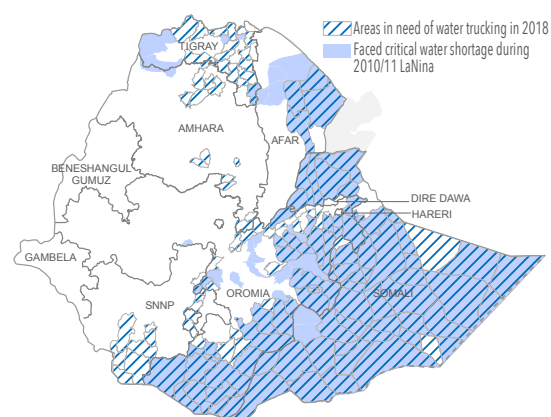 Areas in need of water trucking in 2018
Faced critical water shortage during
2010/11 LaNina
TIGRAY
AMHARA
AFAR
BENESHANGUL
GUMUZ
DIRE DAWA
HARERI
GAMBELA
SNNP
OROMIA
SOMALI